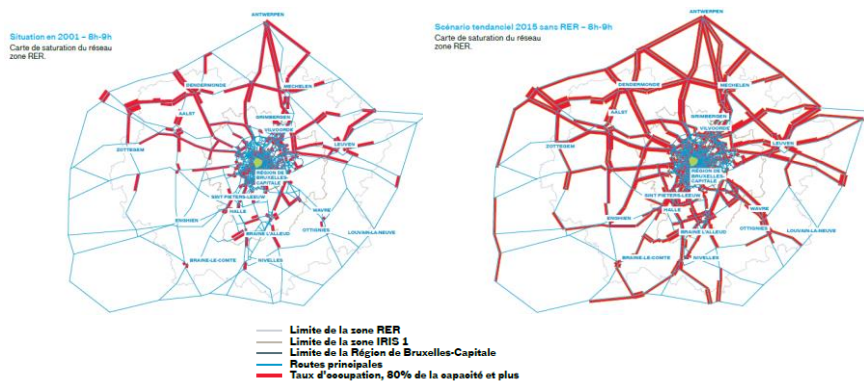 Situation en 2001 – 8h-9h
Carte de saturation du réseau
zone RER.
ANTWERPEN
DENDERMONDE
MECHELEN
AALST
GRIMBERGEN
VILVOORDE
ZOTTEGEM
LEUVEN
RÉGION DE
BRUXELLES-
CAPITALE
SINT PIETERS-LEEUW
HALLE
WAVRE
ENGHIEN
OTTIGNIES
LOUVAIN-LA-NEUVE
BRAINE L'ALLEUD
BRAINE-LE-COMTE
NIVELLES
Scénario tendanciel 2015 sans RER – 8h-9h
Carte de saturation du réseau
zone RER.
ANTWERPEN
DENDERMONDE
MECHELEN
AALST
GRIMBERGEN
VILVOORDE
ZOTTEGEM
LEUVEN
RÉGION DE
BRUXELLES-
CAPITALE
SINT PIETERS-LEEUW
HALLE
WAVRE
ENGHIEN
OTTIGNIES
LOUVAIN-LA-NEUVE
BRAINE L'ALLEUD
BRAINE-LE-COMTE
NIVELLES
Limite de la zone RER
Limite de la zone IRIS 1
Limite de la Région de Bruxelles-Capitale
Routes principales
Taux d'occupation, 80% de la capacité et plus